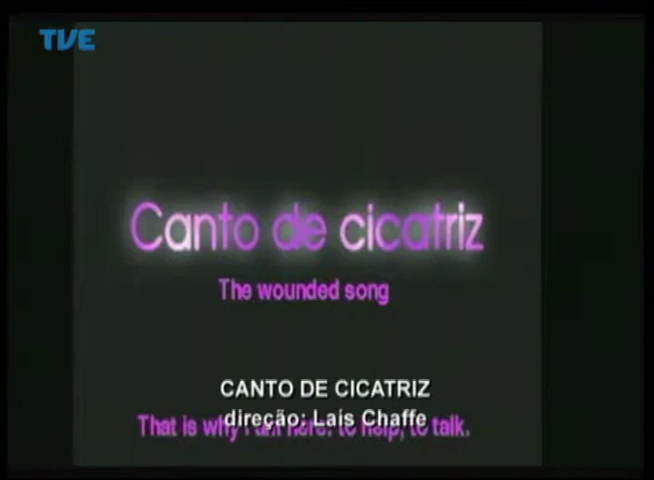 TVE
Canto de cicatriz
The wounded song
CANTO DE CICATRIZ
direção: Laís Chaffe
That is why I am here: to help, to talk.